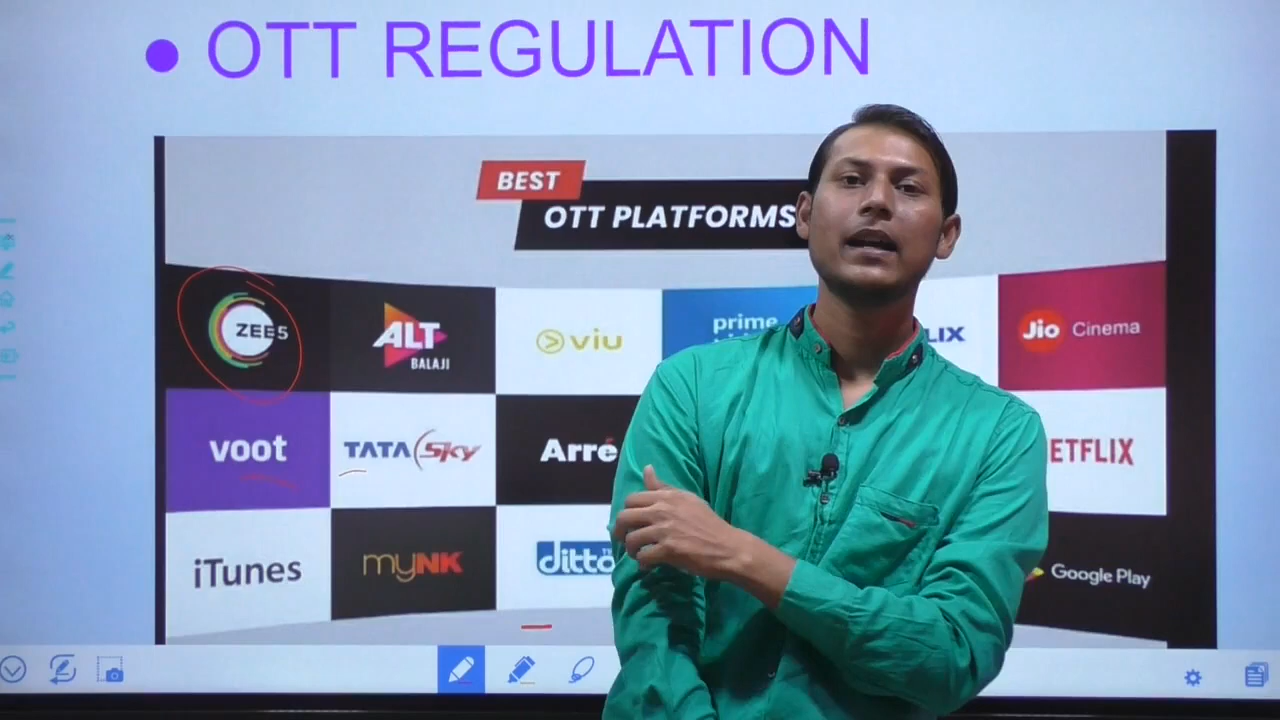 • OTT REGULATION
BEST
OTT PLATFORMS
ZEE5
ALT
BALAJI
viu
prime
LIX
Jio Cinema
voot
TATA Sky
Arré
ETFLIX
iTunes
myNK
ditto
Google Play